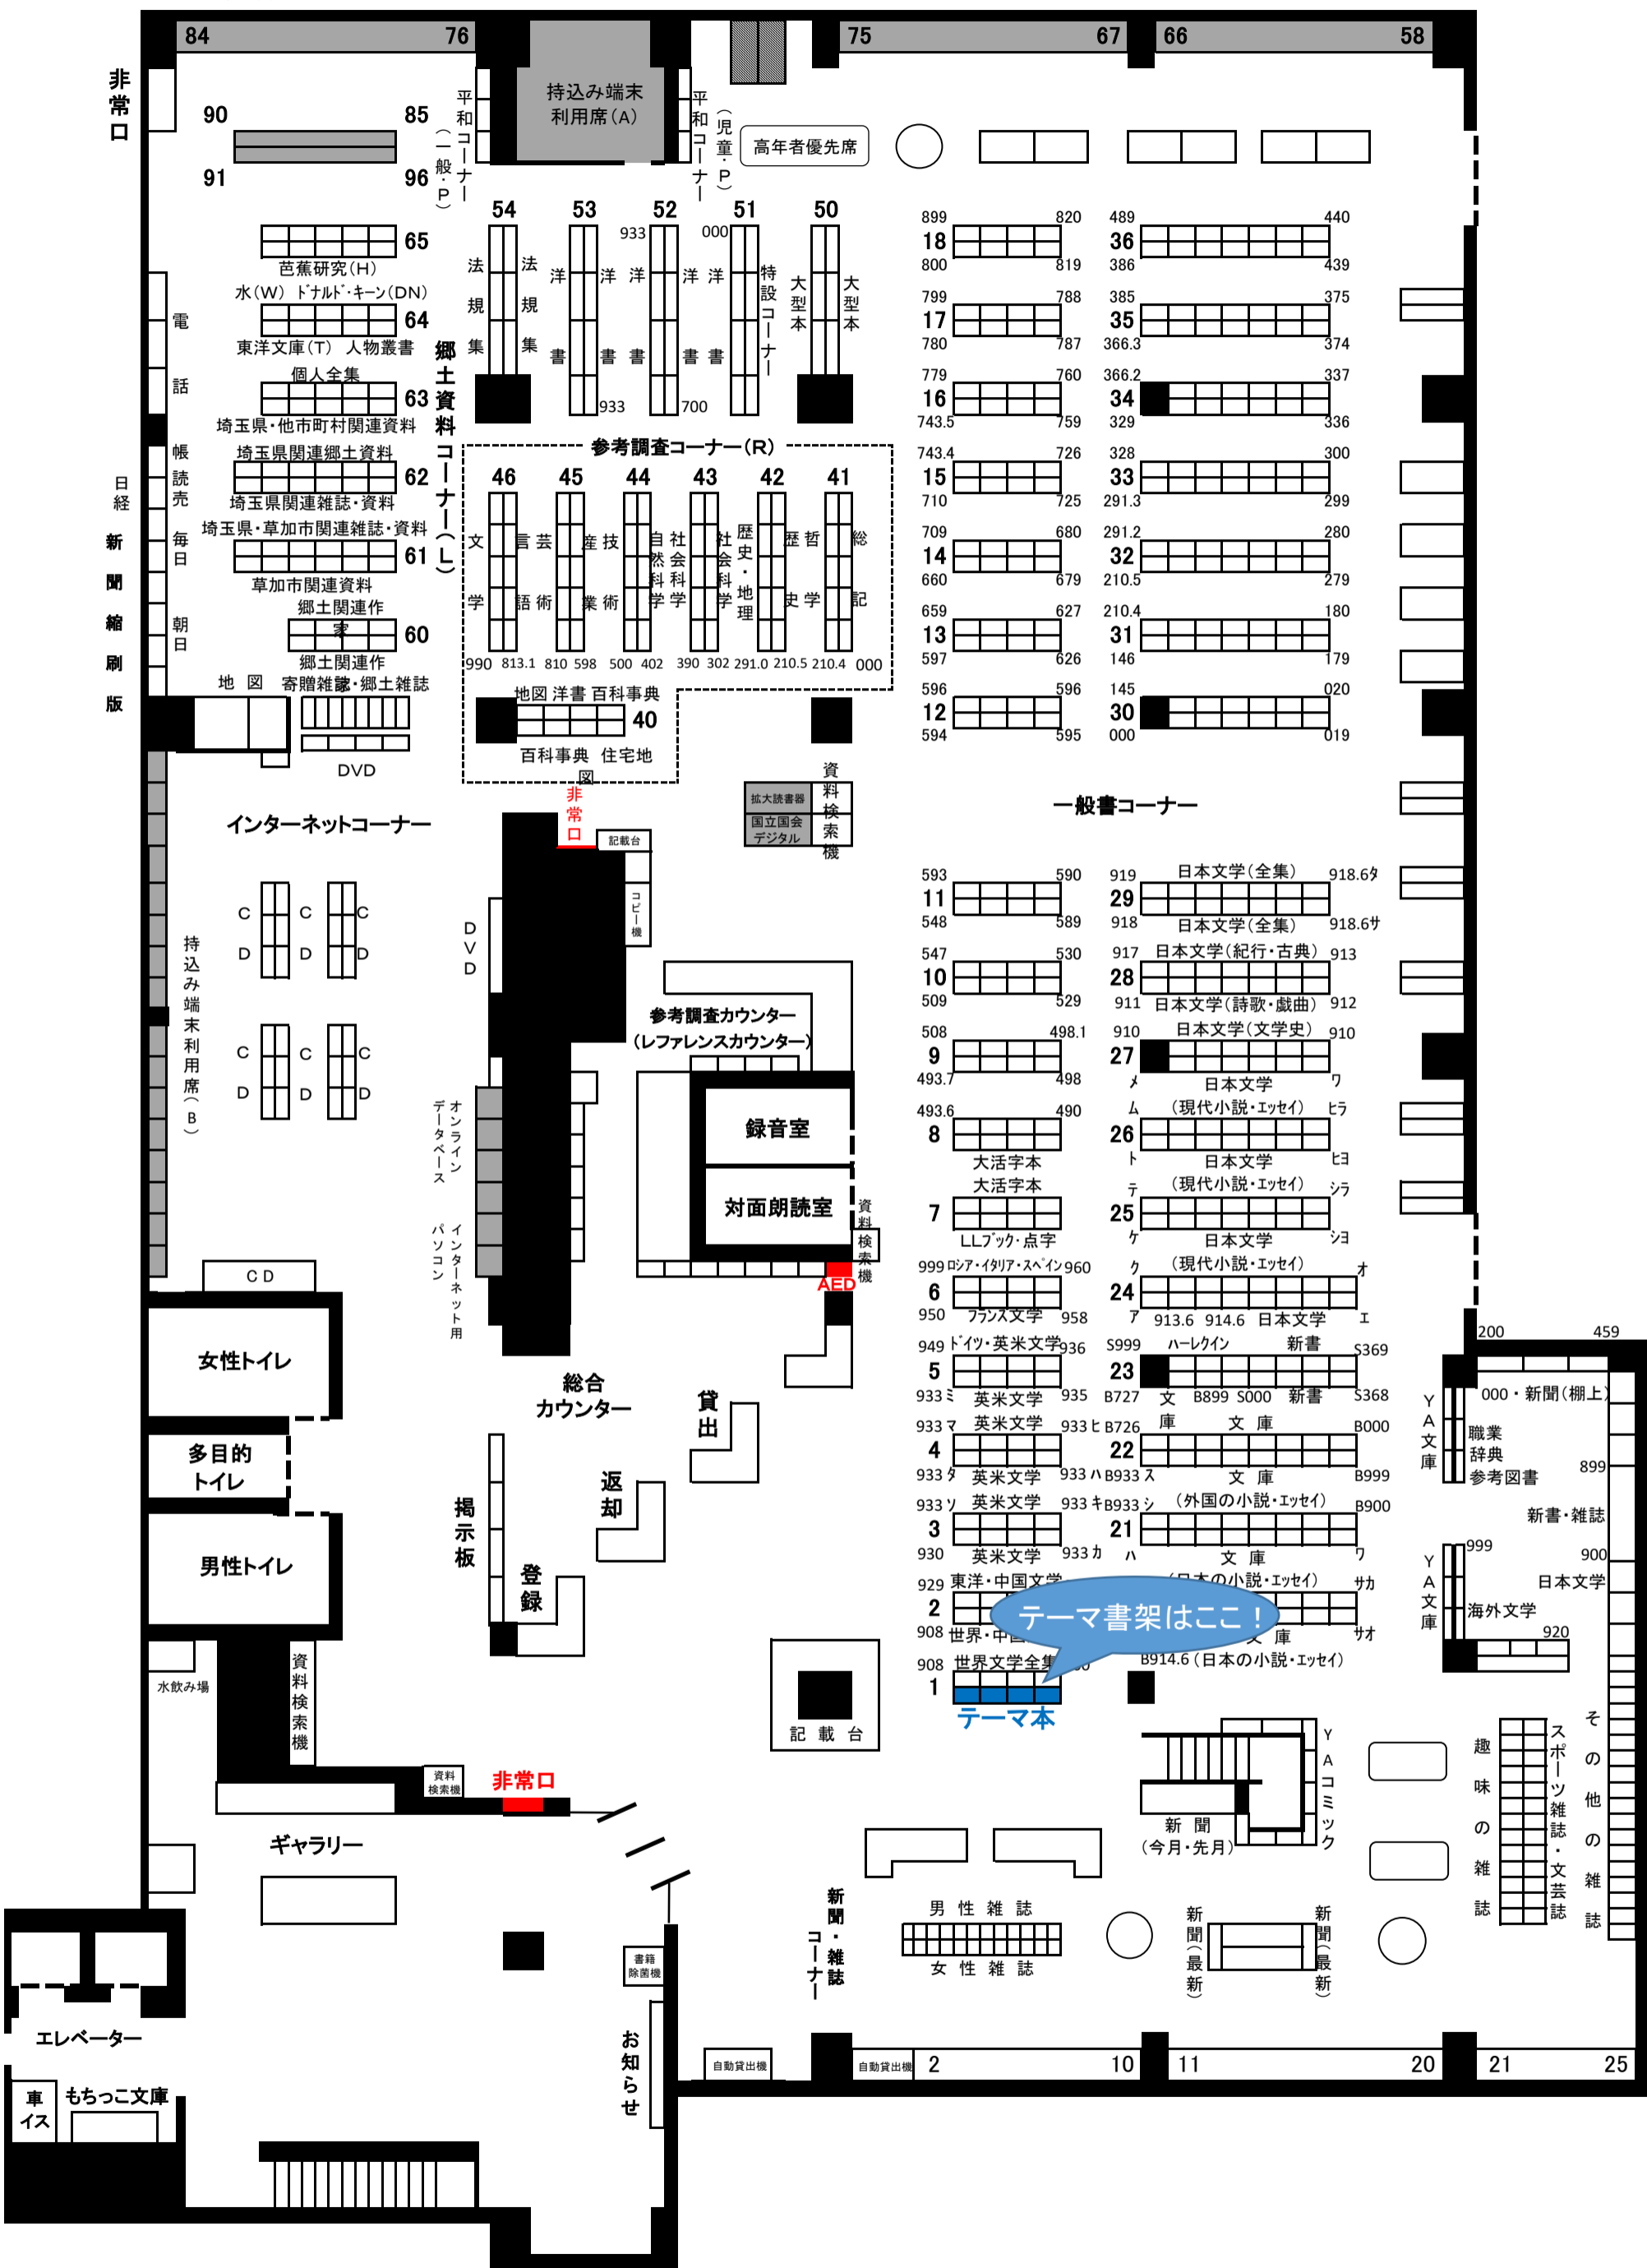 84 76
75 67 66 58
非常口
持込み端末
利用席(A)
平和コーナー
(一般・P)
平和コーナー
(児童・P)
高年者優先席
90 85
91 96
65
芭蕉研究(H)
水(W) ドナルド・キーン(DN)
64
東洋文庫(T) 人物叢書
個人全集
63
埼玉県・他市町村関連資料
埼玉県関連郷土資料
62
埼玉県関連雑誌・資料
埼玉県・草加市関連雑誌・資料
61
草加市関連資料
郷土関連作
家
60
郷土関連作
家
寄贈雑誌・郷土雑誌
郷土資料コーナー(L)
電話帳
読売
毎日
朝日
日経
新聞縮刷版
地図
DVD
54 53 52 51 50
933 000
法規集
法規集
洋書
洋書
洋書
洋書
洋書
特設コーナー
大型本
大型本
933 700
参考調査コーナー(R)
46 45 44 43 42 41
文学
言語
芸術
産業
技術
自然科学
社会科学
社会科学
歴史・地理
歴史
哲学
総記
990 813.1 810 598 500 402 390 302 291.0 210.5 210.4 000
地図 洋書 百科事典
40
百科事典 住宅地
図
非常口
記載台
コピー機
拡大読書器
国立国会
デジタル
資料検索機
899 820
18
800 819
799 788
17
780 787
779 760
16
743.5 759
743.4 726
15
710 725
709 680
14
660 679
659 627
13
597 626
596 596
12
594 595
489 440
36
386 439
385 375
35
366.3 374
366.2 337
34
329 336
328 300
33
291.3 299
291.2 280
32
210.5 279
210.4 180
31
146 179
145 020
30
000 019
一般書コーナー
593 590
11
548 589
547 530
10
509 529
508 498.1
9
493.7 498
493.6 490
8
大活字本
大活字本
7
LLブック・点字
999 ロシア・イタリア・スペイン 960
6
950 フランス文学 958
949 ドイツ・英米文学 936
5
933ミ 英米文学 935
933マ 英米文学 933ヒ
4
933タ 英米文学 933ハ
933ソ 英米文学 933キ
3
930 英米文学 933カ
929 東洋・中国文学
2
908 世界・中
908 世界文学全集
1
テーマ本
テーマ書架はここ!
919 日本文学(全集) 918.6タ
29
918 日本文学(全集) 918.6サ
917 日本文学(紀行・古典) 913
28
911 日本文学(詩歌・戯曲) 912
910 日本文学(文学史) 910
27
メ 日本文学 ワ
ム (現代小説・エッセイ) ヒラ
26
ト 日本文学 ヒヨ
テ (現代小説・エッセイ) シラ
25
ケ 日本文学 シヨ
ク (現代小説・エッセイ) オ
24
ア 913.6 914.6 日本文学 エ
S999 ハーレクイン 新書 S369
23
B727 文庫 B899 S000 新書 S368
B726 文庫 B000
22
B933ス 文庫 B999
B933シ (外国の小説・エッセイ) B900
21
ハ 文庫 ワ
の小説・エッセイ) サカ
庫 サオ
B914.6 (日本の小説・エッセイ)
インターネットコーナー
CD
CD
CD
CD
CD
CD
DVD
持込み端末利用席(B)
オンライン
データベース
インターネット用
パソコン
CD
参考調査カウンター
(レファレンスカウンター)
録音室
対面朗読室
資料検索機
AED
女性トイレ
多目的
トイレ
男性トイレ
総合
カウンター
貸出
返却
登録
掲示板
水飲み場
資料検索機
資料
検索機
非常口
ギャラリー
記載台
200 459
000・新聞(棚上)
YA文庫
職業
辞典
参考図書
899
新書・雑誌
999
900
YA文庫
日本文学
海外文学
920
YAコミック
新聞
(今月・先月)
趣味の雑誌
スポーツ雑誌・文芸誌
その他の雑誌
新聞・雑誌
コーナー
男性雑誌
女性雑誌
新聞(最新)
新聞(最新)
書籍
除菌機
お知らせ
自動貸出機
自動貸出機
2 10 11 20 21 25
エレベーター
車イス
もちっこ文庫